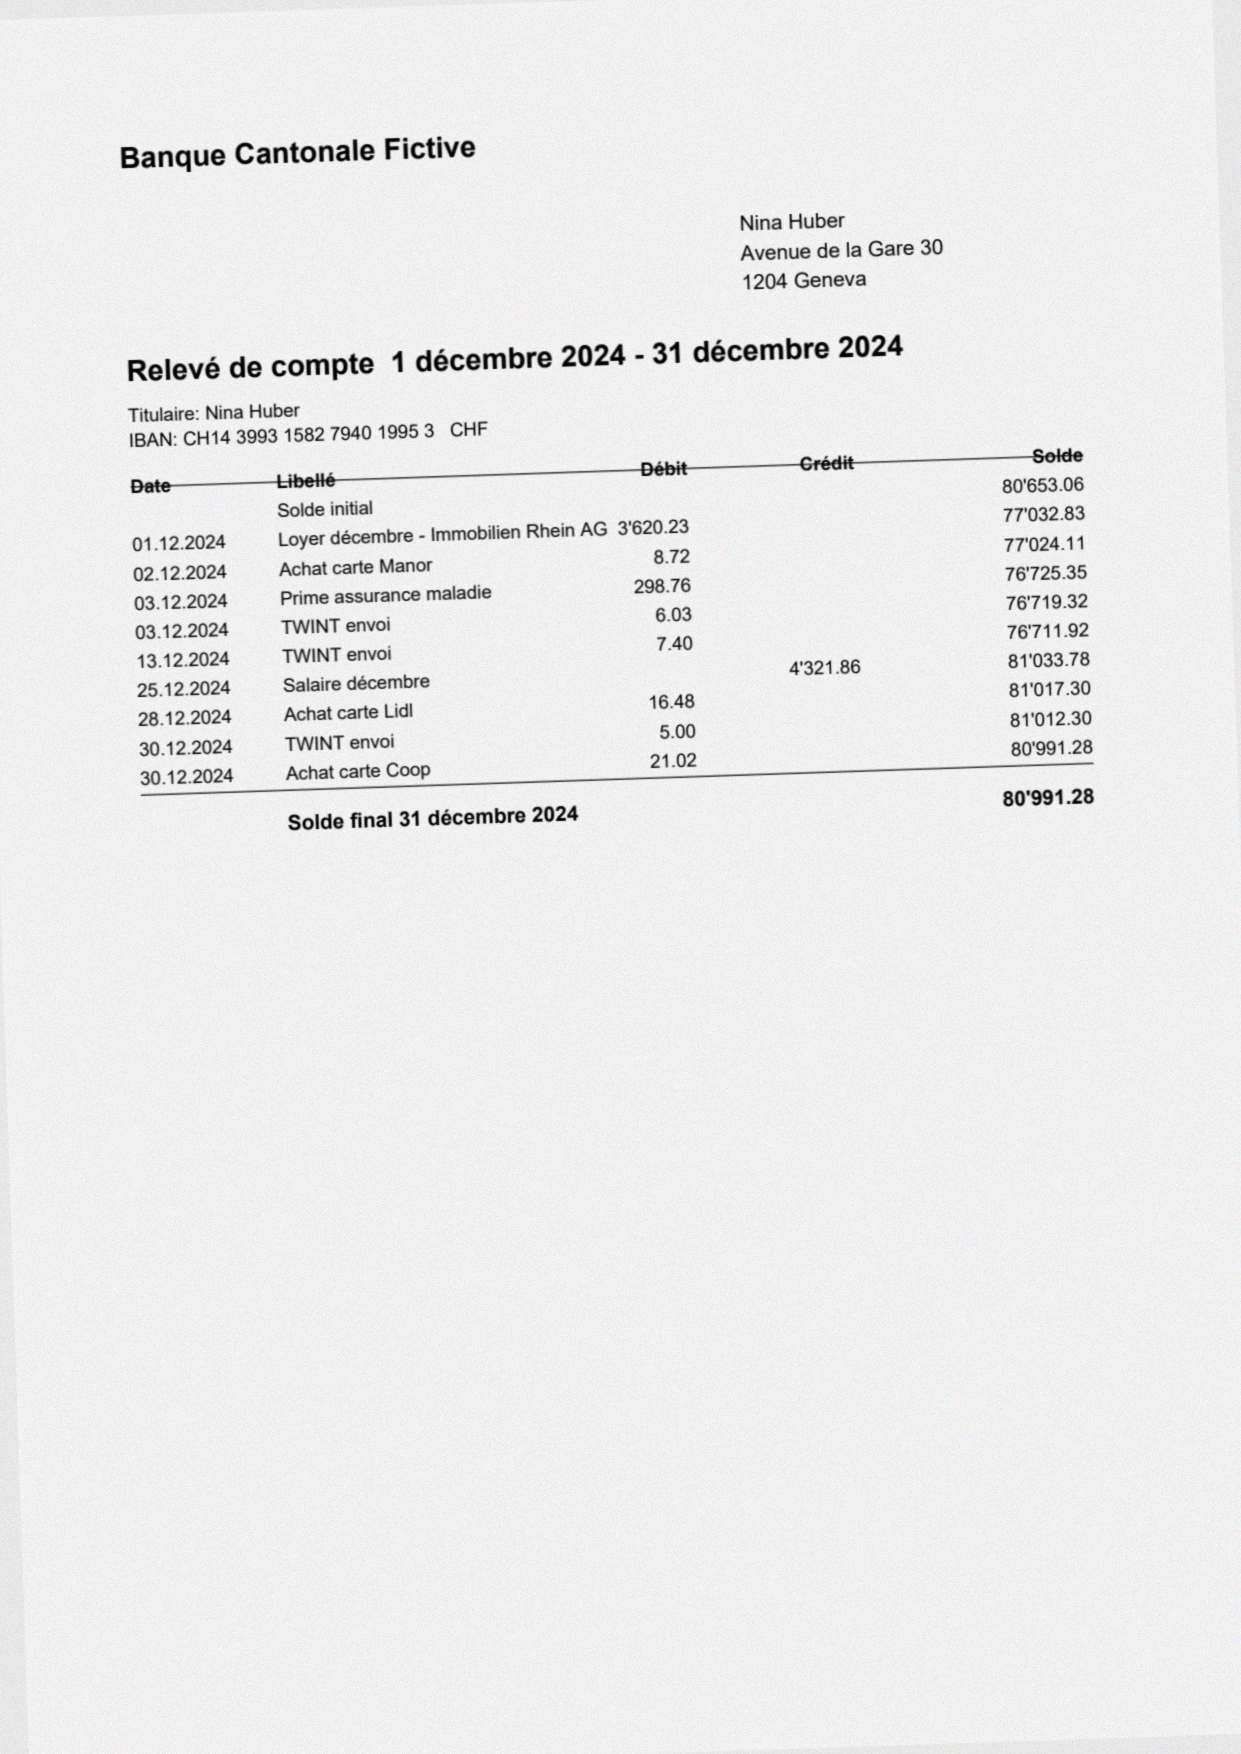 Banque Cantonale Fictive
Nina Huber
Avenue de la Gare 30
1204 Geneva
Relevé de compte 1 décembre 2024 - 31 décembre 2024
Titulaire: Nina Huber
IBAN: CH14 3993 1582 7940 1995 3 CHF
Date Libellé Débit Crédit Solde
Solde initial 80'653.06
01.12.2024 Loyer décembre - Immobilien Rhein AG 3'620.23 77'032.83
02.12.2024 Achat carte Manor 8.72 77'024.11
03.12.2024 Prime assurance maladie 298.76 76'725.35
03.12.2024 TWINT envoi 6.03 76'719.32
13.12.2024 TWINT envoi 7.40 76'711.92
25.12.2024 Salaire décembre 4'321.86 81'033.78
28.12.2024 Achat carte Lidl 16.48 81'017.30
30.12.2024 TWINT envoi 5.00 81'012.30
30.12.2024 Achat carte Coop 21.02 80'991.28
Solde final 31 décembre 2024 80'991.28